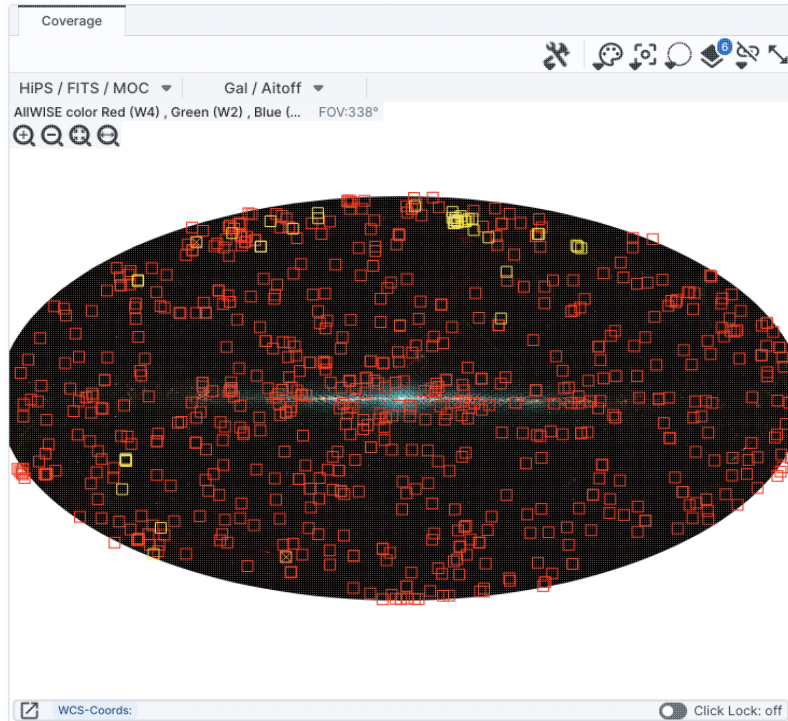 Coverage
6
HiPS / FITS / MOC Gal / Aitoff
AllWISE color Red (W4) , Green (W2) , Blue (... FOV:338°
WCS-Coords: Click Lock: off